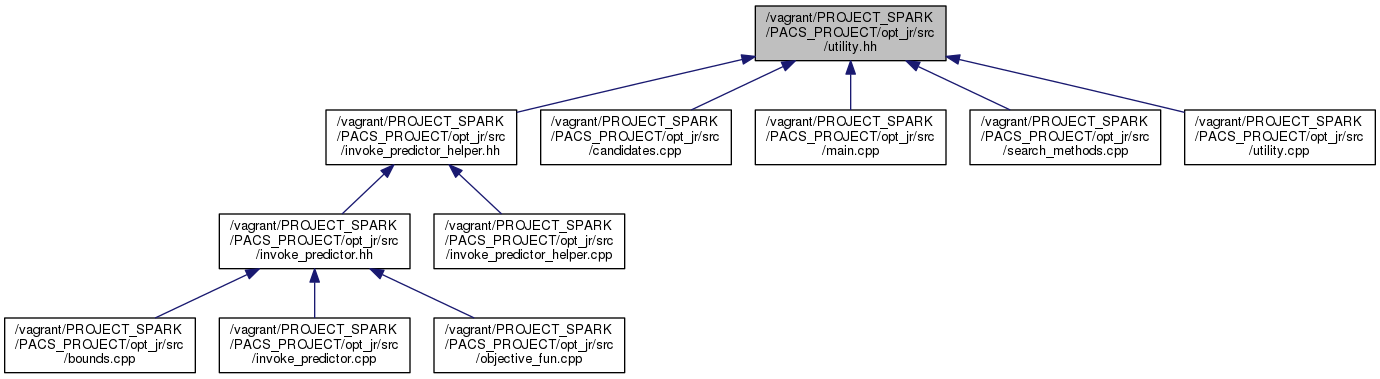 /vagrant/PROJECT_SPARK
/PACS_PROJECT/opt_jr/src
/utility.hh
/vagrant/PROJECT_SPARK
/PACS_PROJECT/opt_jr/src
/invoke_predictor_helper.hh
/vagrant/PROJECT_SPARK
/PACS_PROJECT/opt_jr/src
/candidates.cpp
/vagrant/PROJECT_SPARK
/PACS_PROJECT/opt_jr/src
/main.cpp
/vagrant/PROJECT_SPARK
/PACS_PROJECT/opt_jr/src
/search_methods.cpp
/vagrant/PROJECT_SPARK
/PACS_PROJECT/opt_jr/src
/utility.cpp
/vagrant/PROJECT_SPARK
/PACS_PROJECT/opt_jr/src
/invoke_predictor.hh
/vagrant/PROJECT_SPARK
/PACS_PROJECT/opt_jr/src
/invoke_predictor_helper.cpp
/vagrant/PROJECT_SPARK
/PACS_PROJECT/opt_jr/src
/bounds.cpp
/vagrant/PROJECT_SPARK
/PACS_PROJECT/opt_jr/src
/invoke_predictor.cpp
/vagrant/PROJECT_SPARK
/PACS_PROJECT/opt_jr/src
/objective_fun.cpp